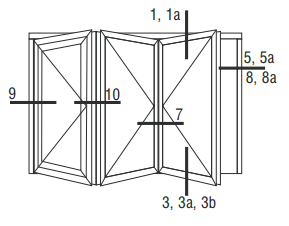 1, 1a
5, 5a
8, 8a
9
10
7
3, 3a, 3b